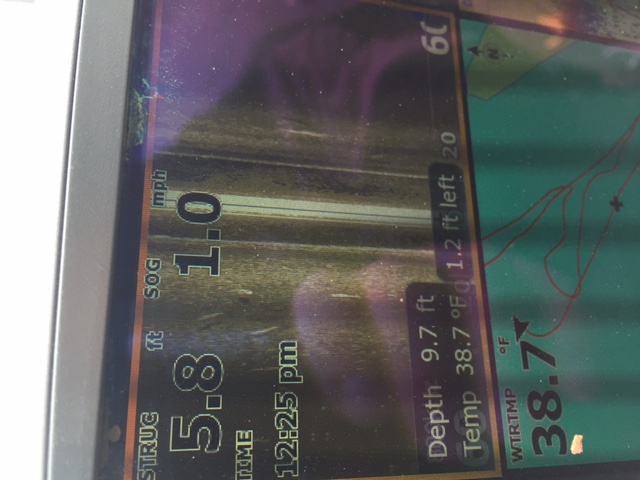 STRUC ft
5.8
SOG mph
1.0
TIME
12:25 pm
60
20
Depth 9.7 ft
Temp 38.7 °F
1.2 ft left
WTRTMP °F
38.7
N